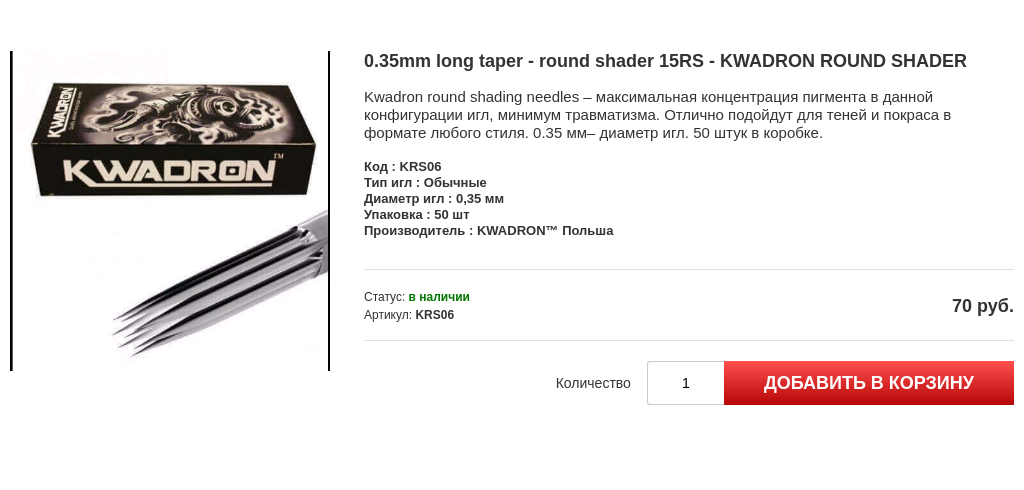 0.35mm long taper - round shader 15RS - KWADRON ROUND SHADER
Kwadron round shading needles – максимальная концентрация пигмента в данной
конфигурации игл, минимум травматизма. Отлично подойдут для теней и покраса в
формате любого стиля. 0.35 мм– диаметр игл. 50 штук в коробке.
Код : KRS06
Тип игл : Обычные
Диаметр игл : 0,35 мм
Упаковка : 50 шт
Производитель : KWADRON™ Польша
Статус: в наличии
Артикул: KRS06
70 руб.
Количество
1
ДОБАВИТЬ В КОРЗИНУ
KWADRON
KWADRON™